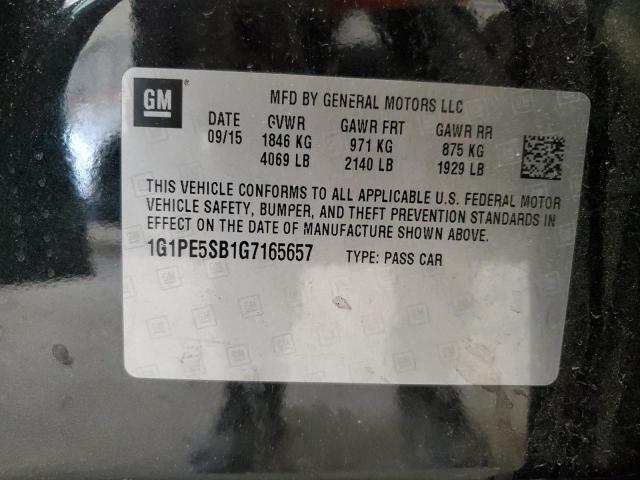 GM
MFD BY GENERAL MOTORS LLC
DATE GVWR GAWR FRT GAWR RR
09/15 1846 KG 971 KG 875 KG
4069 LB 2140 LB 1929 LB
THIS VEHICLE CONFORMS TO ALL APPLICABLE U.S. FEDERAL MOTOR
VEHICLE SAFETY, BUMPER, AND THEFT PREVENTION STANDARDS IN
EFFECT ON THE DATE OF MANUFACTURE SHOWN ABOVE.
1G1PE5SB1G7165657 TYPE: PASS CAR